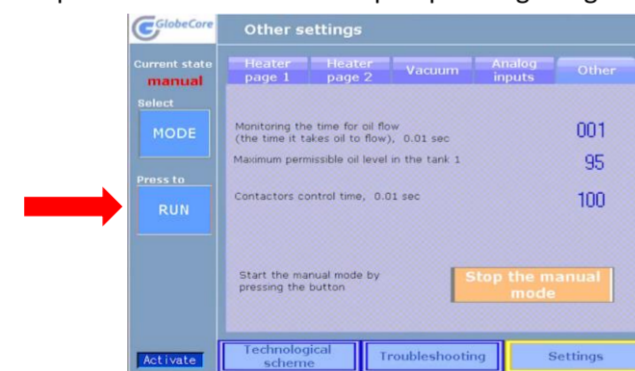 GlobeCore
Other settings
Current state
manual
Select
MODE
Press to
RUN
Activate
Heater page 1
Heater page 2
Vacuum
Analog inputs
Other
Monitoring the time for oil flow
(the time it takes oil to flow), 0.01 sec
001
Maximum permissible oil level in the tank 1
95
Contactors control time, 0.01 sec
100
Start the manual mode by
pressing the button
Stop the manual
mode
Technological
scheme
Troubleshooting
Settings